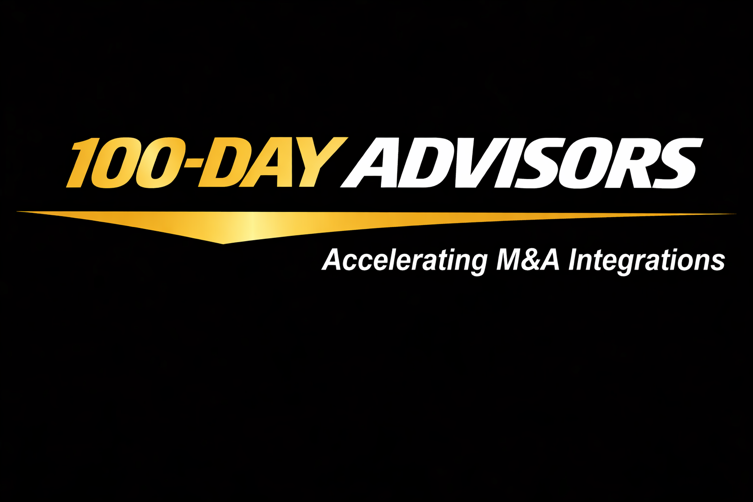 100-DAY ADVISORS
Accelerating M&A Integrations